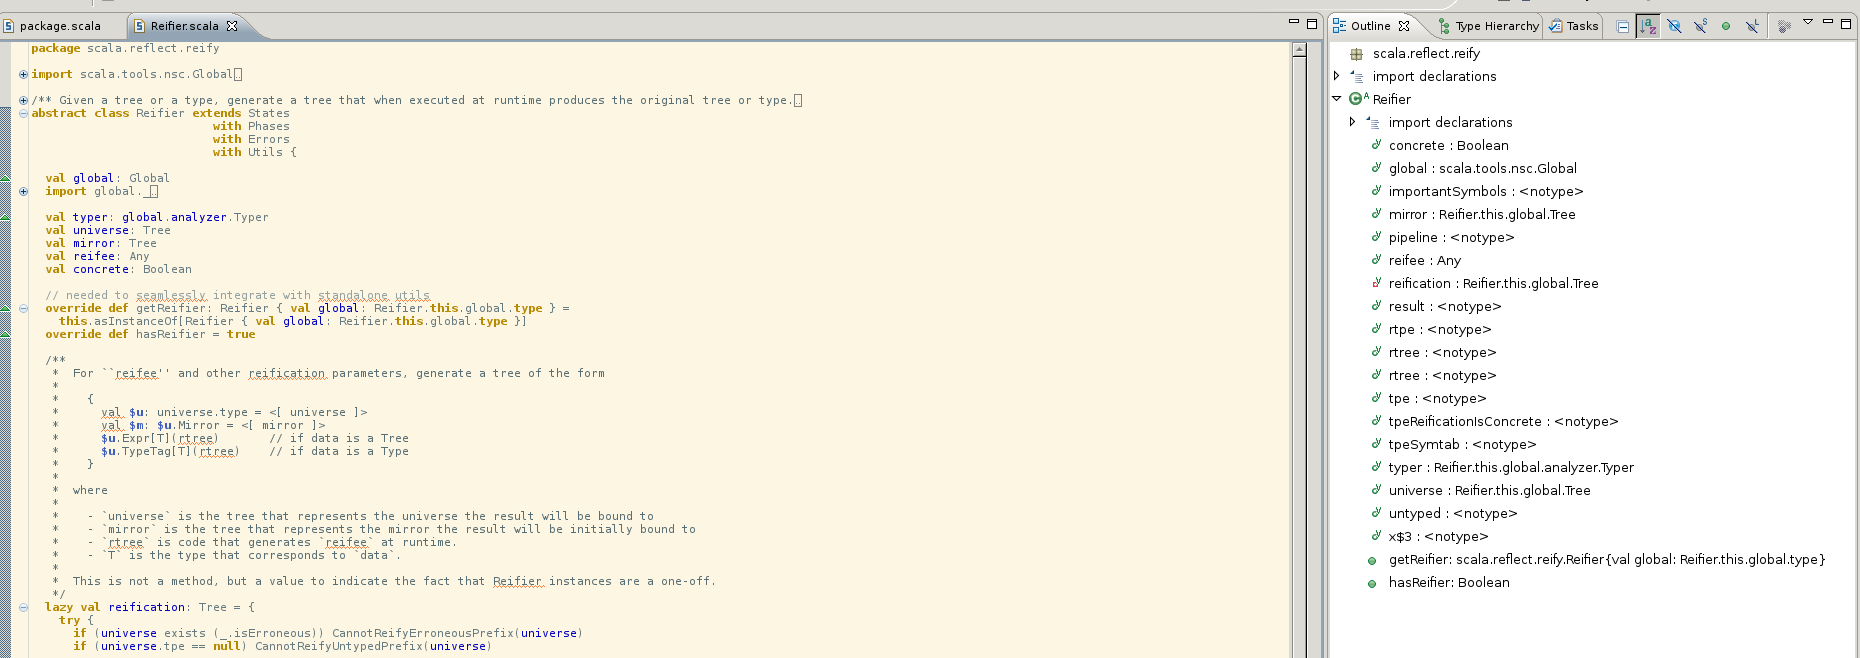 package.scala
Reifier.scala
package scala.reflect.reify
import scala.tools.nsc.Global
/** Given a tree or a type, generate a tree that when executed at runtime produces the original tree or type.
abstract class Reifier extends States
with Phases
with Errors
with Utils {
val global: Global
import global._
val typer: global.analyzer.Typer
val universe: Tree
val mirror: Tree
val reifee: Any
val concrete: Boolean
// needed to seamlessly integrate with standalone utils
override def getReifier: Reifier { val global: Reifier.this.global.type } =
this.asInstanceOf[Reifier { val global: Reifier.this.global.type }]
override def hasReifier = true
/**
* For ``reifee'' and other reification parameters, generate a tree of the form
*
* {
* val $u: universe.type = <[ universe ]>
* val $m: $u.Mirror = <[ mirror ]>
* $u.Expr[T](rtree) // if data is a Tree
* $u.TypeTag[T](rtree) // if data is a Type
* }
*
* where
*
* - `universe` is the tree that represents the universe the result will be bound to
* - `mirror` is the tree that represents the mirror the result will be initially bound to
* - `rtree` is code that generates `reifee` at runtime.
* - `T` is the type that corresponds to `data`.
*
* This is not a method, but a value to indicate the fact that Reifier instances are a one-off.
*/
lazy val reification: Tree = {
try {
if (universe exists (_.isErroneous)) CannotReifyErroneousPrefix(universe)
if (universe.tpe == null) CannotReifyUntypedPrefix(universe)
Outline
Type Hierarchy
Tasks
scala.reflect.reify
import declarations
Reifier
import declarations
concrete : Boolean
global : scala.tools.nsc.Global
importantSymbols : <notype>
mirror : Reifier.this.global.Tree
pipeline : <notype>
reifee : Any
reification : Reifier.this.global.Tree
result : <notype>
rtpe : <notype>
rtree : <notype>
rtree : <notype>
tpe : <notype>
tpeReificationIsConcrete : <notype>
tpeSymtab : <notype>
typer : Reifier.this.global.analyzer.Typer
universe : Reifier.this.global.Tree
untyped : <notype>
x$3 : <notype>
getReifier: scala.reflect.reify.Reifier{val global: Reifier.this.global.type}
hasReifier: Boolean